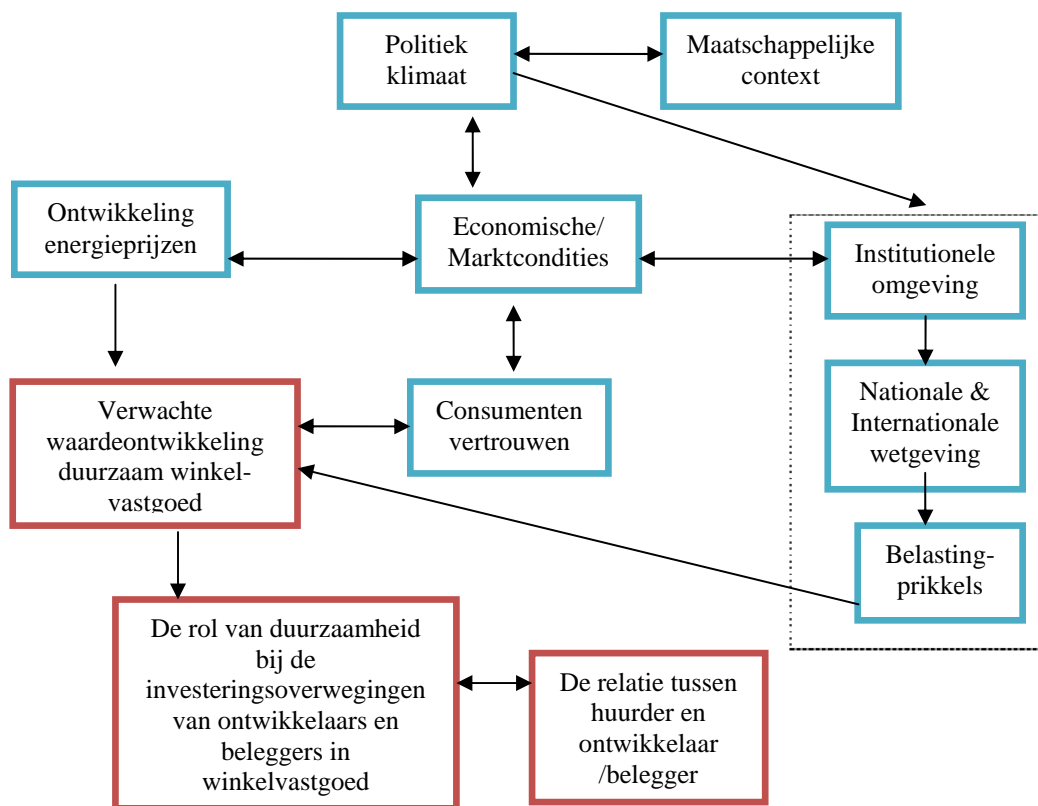 Politiek
klimaat
Maatschappelijke
context
Ontwikkeling
energieprijzen
Economische/
Marktcondities
Institutionele
omgeving
Verwachte
waardeontwikkeling
duurzaam winkel-
vastgoed
Consumenten
vertrouwen
Nationale &
Internationale
wetgeving
Belasting-
prikkels
De rol van duurzaamheid
bij de
investeringsoverwegingen
van ontwikkelaars en
beleggers in
winkelvastgoed
De relatie tussen
huurder en
ontwikkelaar
/belegger